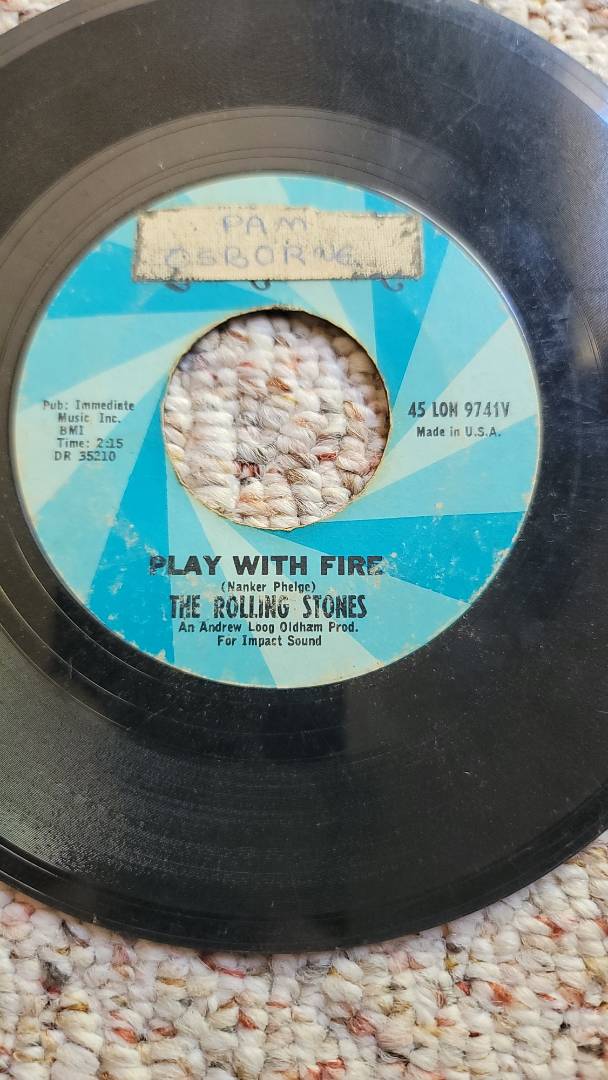 PAM
OSBORNE
Pub: Immediate
Music Inc.
BMI
Time: 2:15
DR 35210
45 LON 9741V
Made in U.S.A.
PLAY WITH FIRE
(Nanker Phelge)
THE ROLLING STONES
An Andrew Loog Oldham Prod.
For Impact Sound